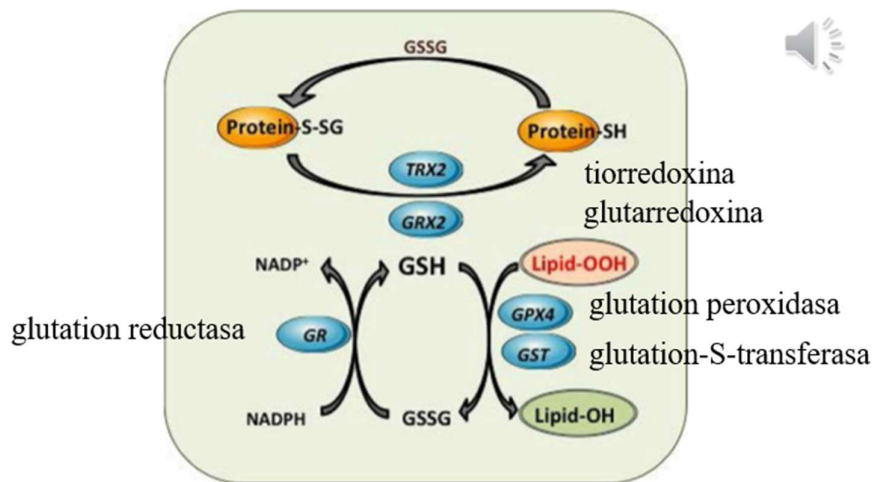 GSSG
Protein-S-SG
Protein-SH
TRX2
tiorredoxina
GRX2
glutarredoxina
NADP+
GSH
Lipid-OOH
glutation reductasa
GR
GPX4
glutation peroxidasa
GST
glutation-S-transferasa
NADPH
GSSG
Lipid-OH